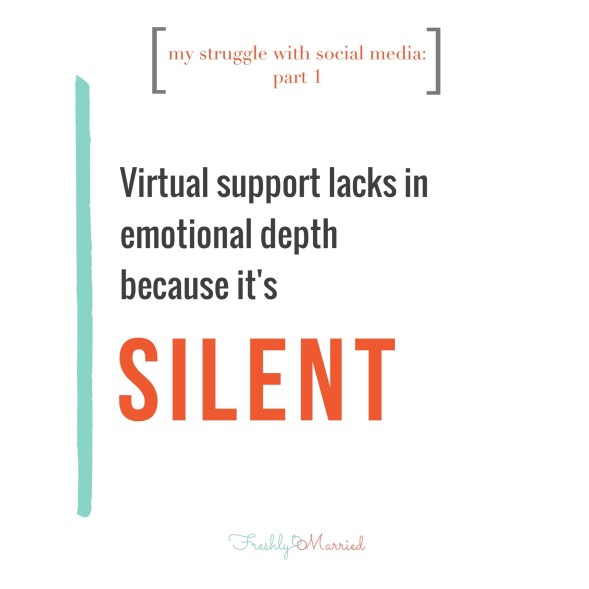 my struggle with social media:
part 1
Virtual support lacks in
emotional depth
because it's
SILENT
Freshly Married